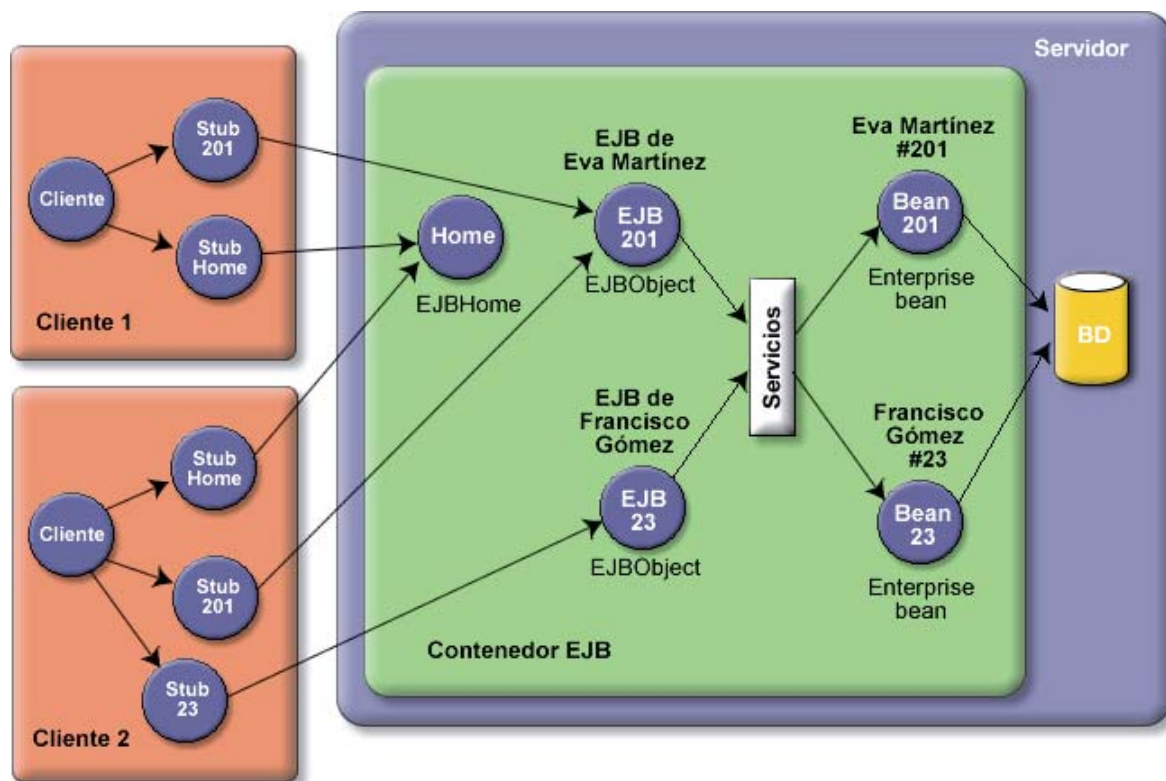 Servidor
Stub
201
Cliente
Stub
Home
Cliente 1
Stub
Home
Cliente
Stub
201
Stub
23
Cliente 2
Home
EJBHome
EJB de
Eva Martínez
EJB
201
EJBObject
EJB de
Francisco
Gómez
EJB
23
EJBObject
Servicios
Eva Martínez
#201
Bean
201
Enterprise
bean
Francisco
Gómez
#23
Bean
23
Enterprise
bean
BD
Contenedor EJB